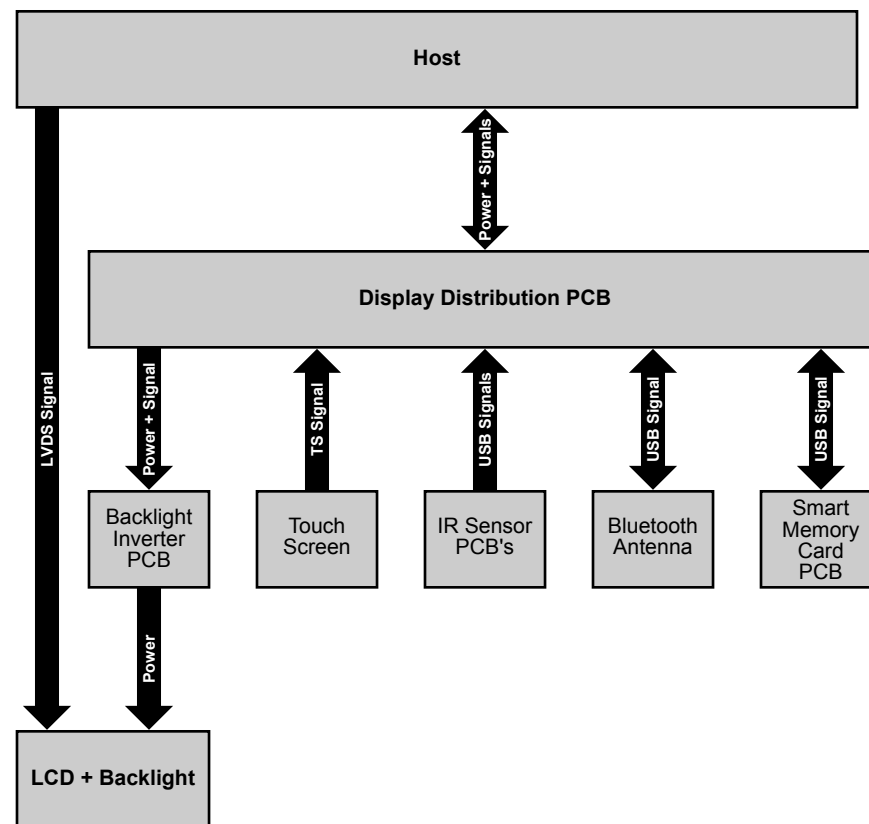 Host
Power + Signals
Display Distribution PCB
LVDS Signal
Power + Signal
TS Signal
USB Signals
USB Signal
USB Signal
Backlight
Inverter
PCB
Touch
Screen
IR Sensor
PCB's
Bluetooth
Antenna
Smart
Memory
Card
PCB
Power
LCD + Backlight